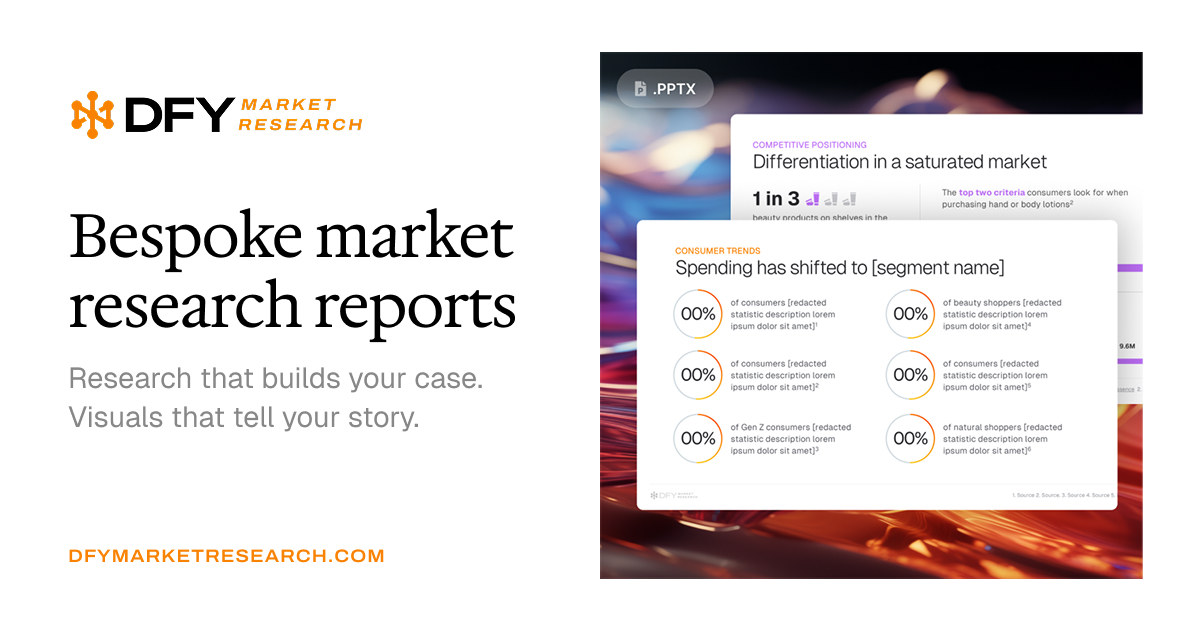 DFY MARKET
RESEARCH
Bespoke market
research reports
Research that builds your case.
Visuals that tell your story.
DFYMARKETRESEARCH.COM
.PPTX
COMPETITIVE POSITIONING
Differentiation in a saturated market
1 in 3
beauty products on shelves in the
The top two criteria consumers look for when
purchasing hand or body lotions²
9.6M
CONSUMER TRENDS
Spending has shifted to [segment name]
00%
of consumers [redacted
statistic description lorem
ipsum dolor sit amet]¹
00%
of beauty shoppers [redacted
statistic description lorem
ipsum dolor sit amet]⁴
00%
of consumers [redacted
statistic description lorem
ipsum dolor sit amet]²
00%
of consumers [redacted
statistic description lorem
ipsum dolor sit amet]⁵
00%
of Gen Z consumers [redacted
statistic description lorem
ipsum dolor sit amet]³
00%
of natural shoppers [redacted
statistic description lorem
ipsum dolor sit amet]⁶
DFY MARKET
RESEARCH
1. Source 2. Source. 3. Source 4. Source 5.